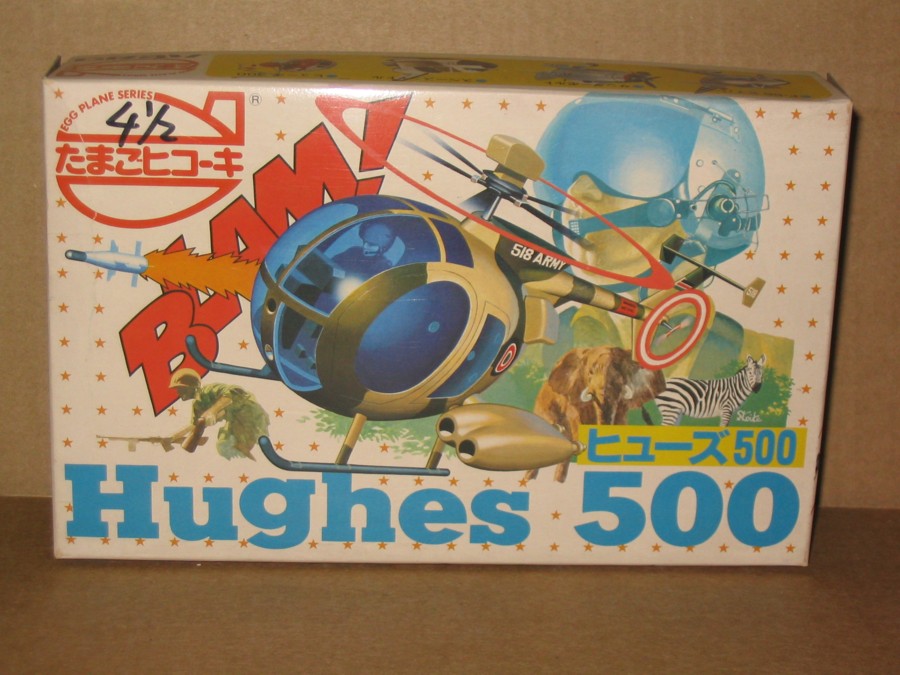 EGG PLANE SERIES
4 1/2
®
たまごヒコーキ
BLAM!
518 ARMY
ヒューズ500
Hughes 500